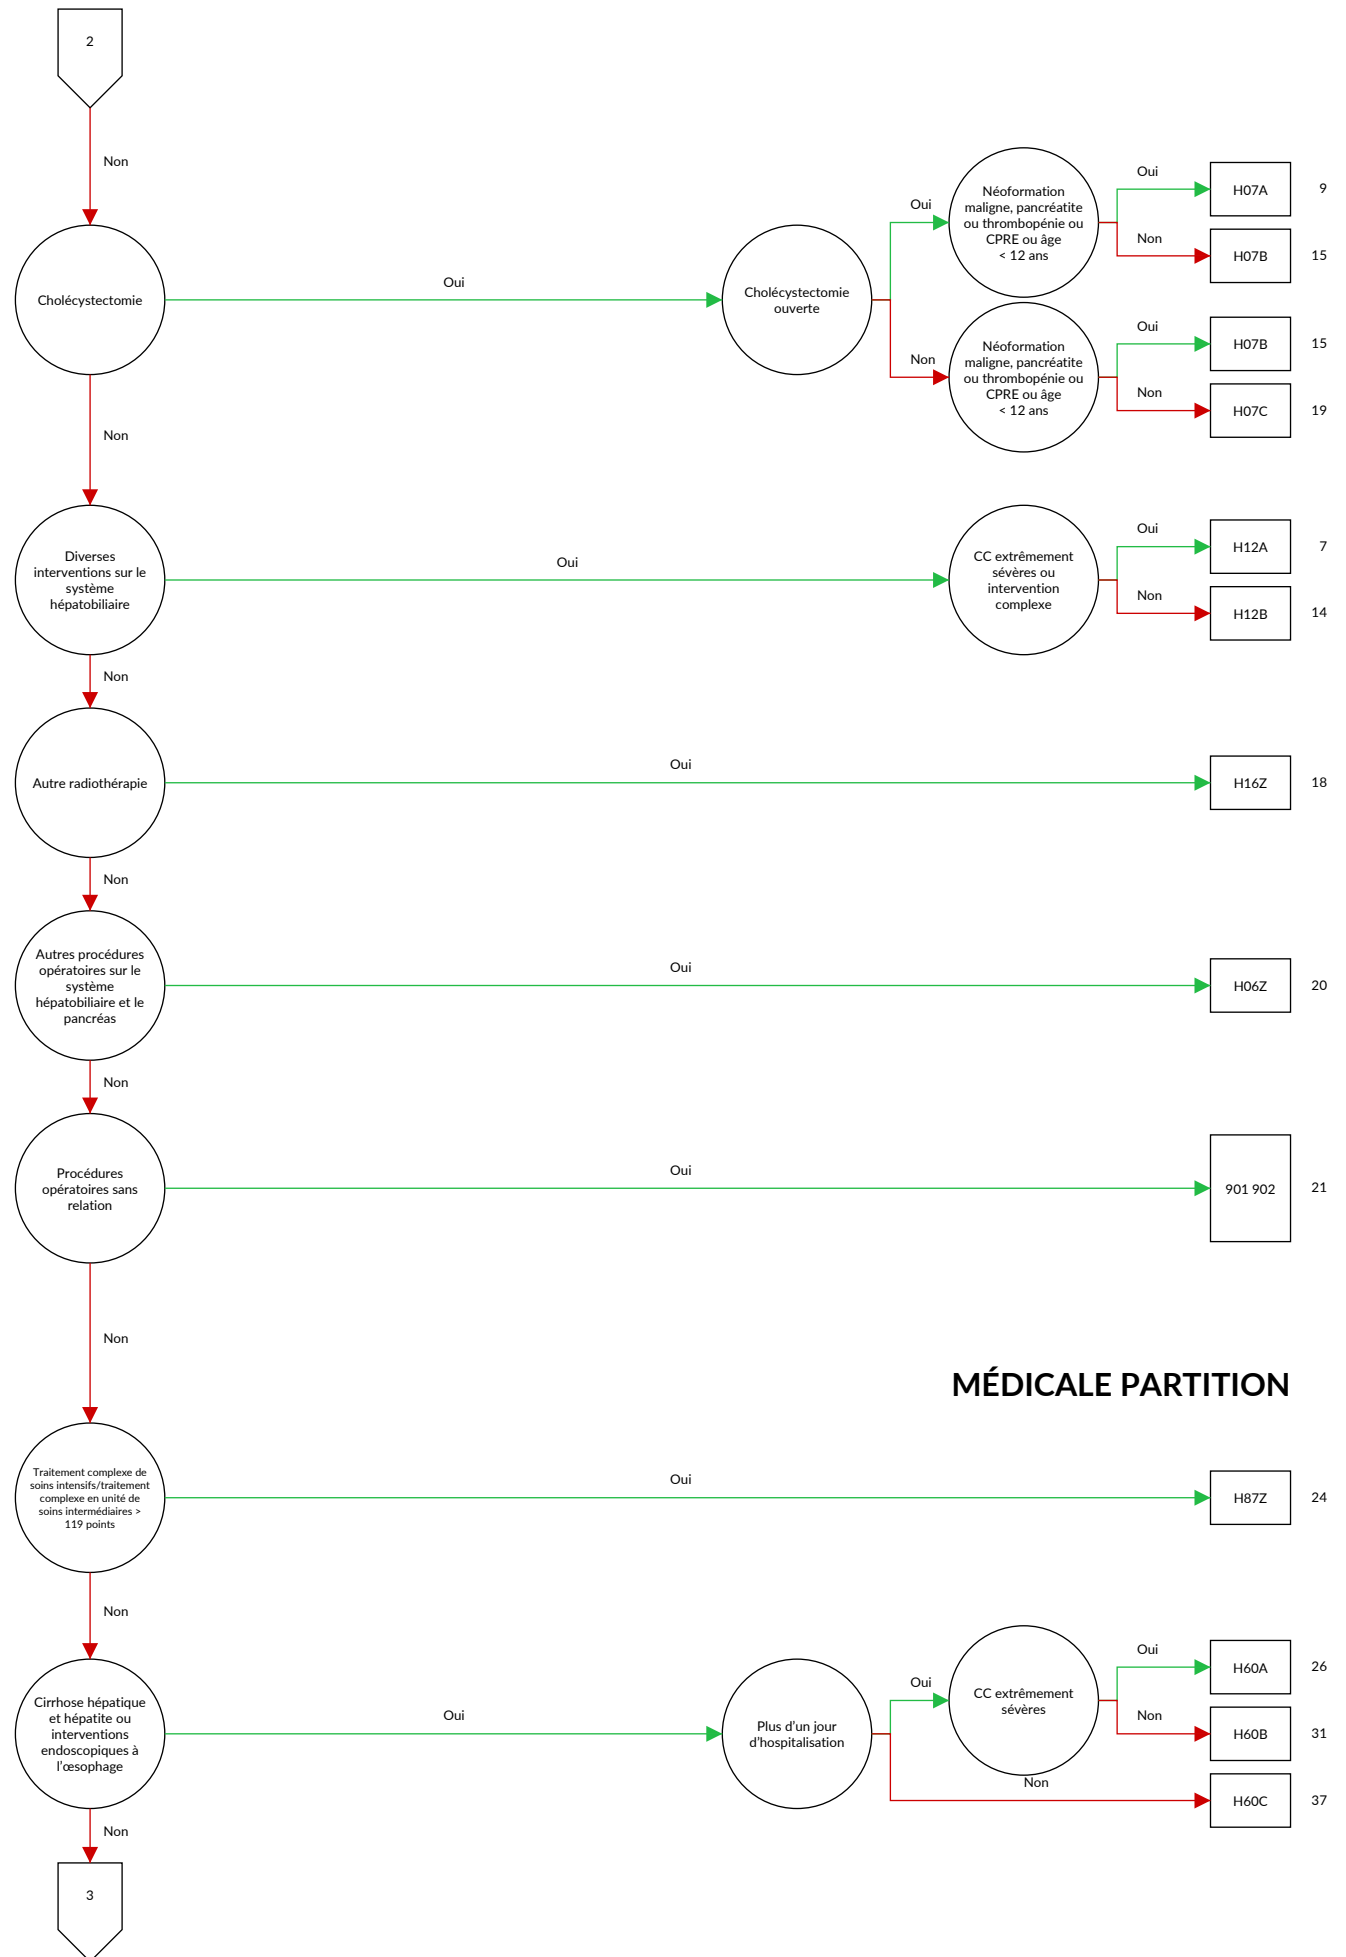 2
Non
Cholécystectomie
Oui
Cholécystectomie
ouverte
Oui
Néoformation
maligne, pancréatite
ou thrombopénie ou
CPRE ou âge
< 12 ans
Oui
H07A
9
Non
H07B
15
Non
Néoformation
maligne, pancréatite
ou thrombopénie ou
CPRE ou âge
< 12 ans
Oui
H07B
15
Non
H07C
19
Non
Diverses
interventions sur le
système
hépatobiliaire
Oui
CC extrêmement
sévères ou
intervention
complexe
Oui
H12A
7
Non
H12B
14
Non
Autre radiothérapie
Oui
H16Z
18
Non
Autres procédures
opératoires sur le
système
hépatobiliaire et le
pancréas
Oui
H06Z
20
Non
Procédures
opératoires sans
relation
Oui
901 902
21
Non
MÉDICALE PARTITION
Traitement complexe de
soins intensifs/traitement
complexe en unité de
soins intermédiaires >
119 points
Oui
H87Z
24
Non
Cirrhose hépatique
et hépatite ou
interventions
endoscopiques à
l'œsophage
Oui
Plus d'un jour
d'hospitalisation
Oui
CC extrêmement
sévères
Oui
H60A
26
Non
H60B
31
Non
H60C
37
Non
3